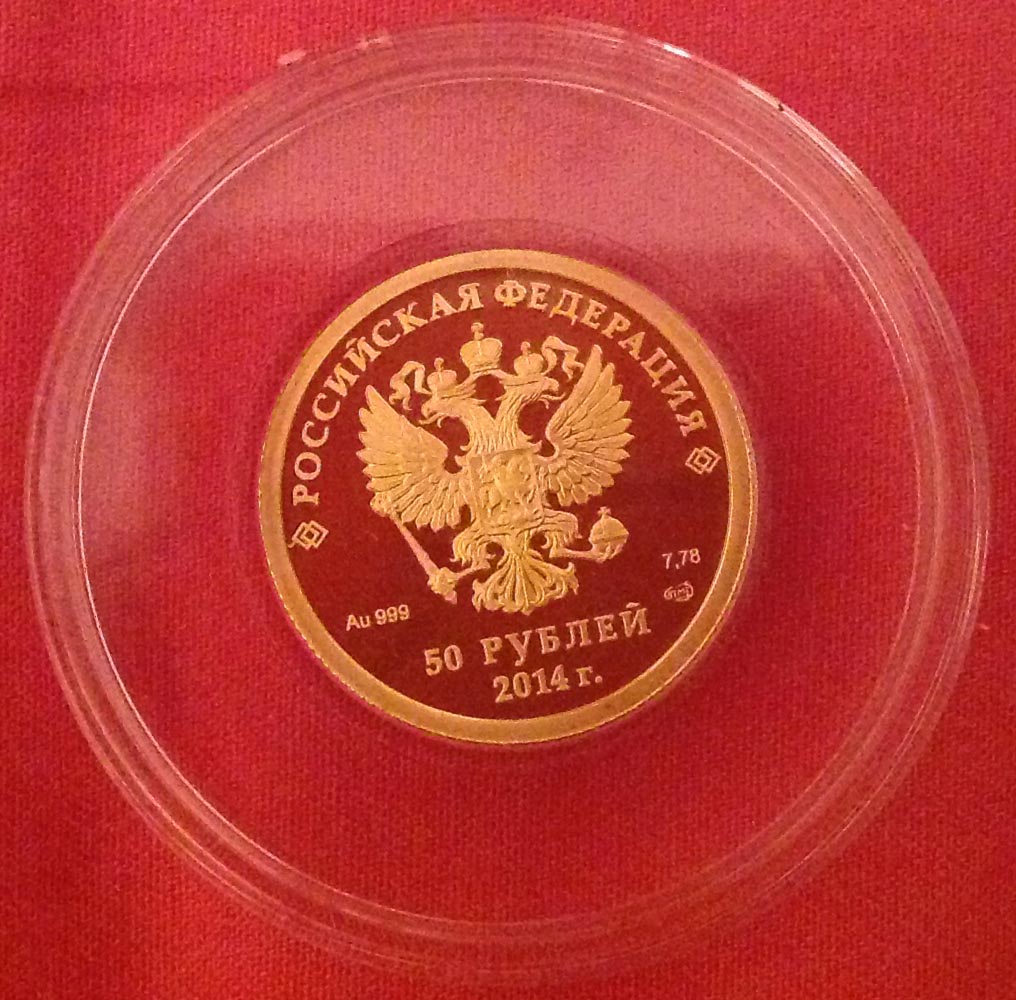 РОССИЙСКАЯ ФЕДЕРАЦИЯ
Au 999
7,78
50 РУБЛЕЙ
2014 г.